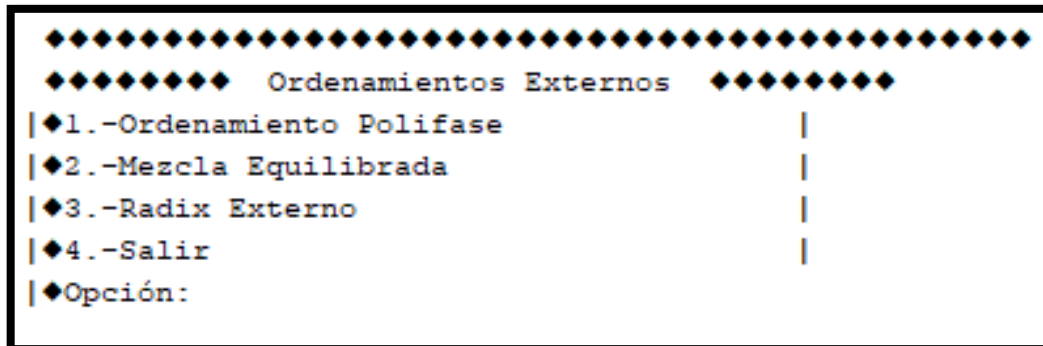 ◆◆◆◆◆◆◆◆◆◆◆◆◆◆◆◆◆◆◆◆◆◆◆◆◆◆◆◆◆◆◆◆◆◆◆◆◆◆◆◆◆◆
◆◆◆◆◆◆◆◆ Ordenamientos Externos ◆◆◆◆◆◆◆◆
|◆1.-Ordenamiento Polifase |
|◆2.-Mezcla Equilibrada |
|◆3.-Radix Externo |
|◆4.-Salir |
|◆Opción: